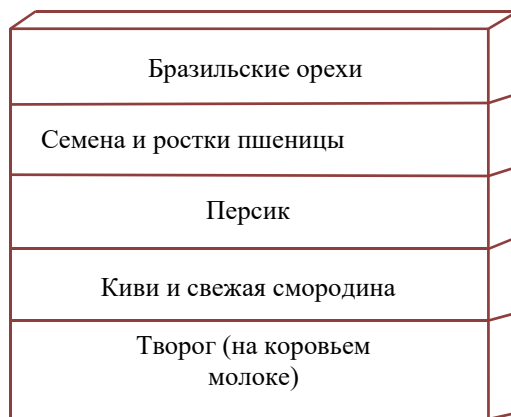 Бразильские орехи
Семена и ростки пшеницы
Персик
Киви и свежая смородина
Творог (на коровьем
молоке)